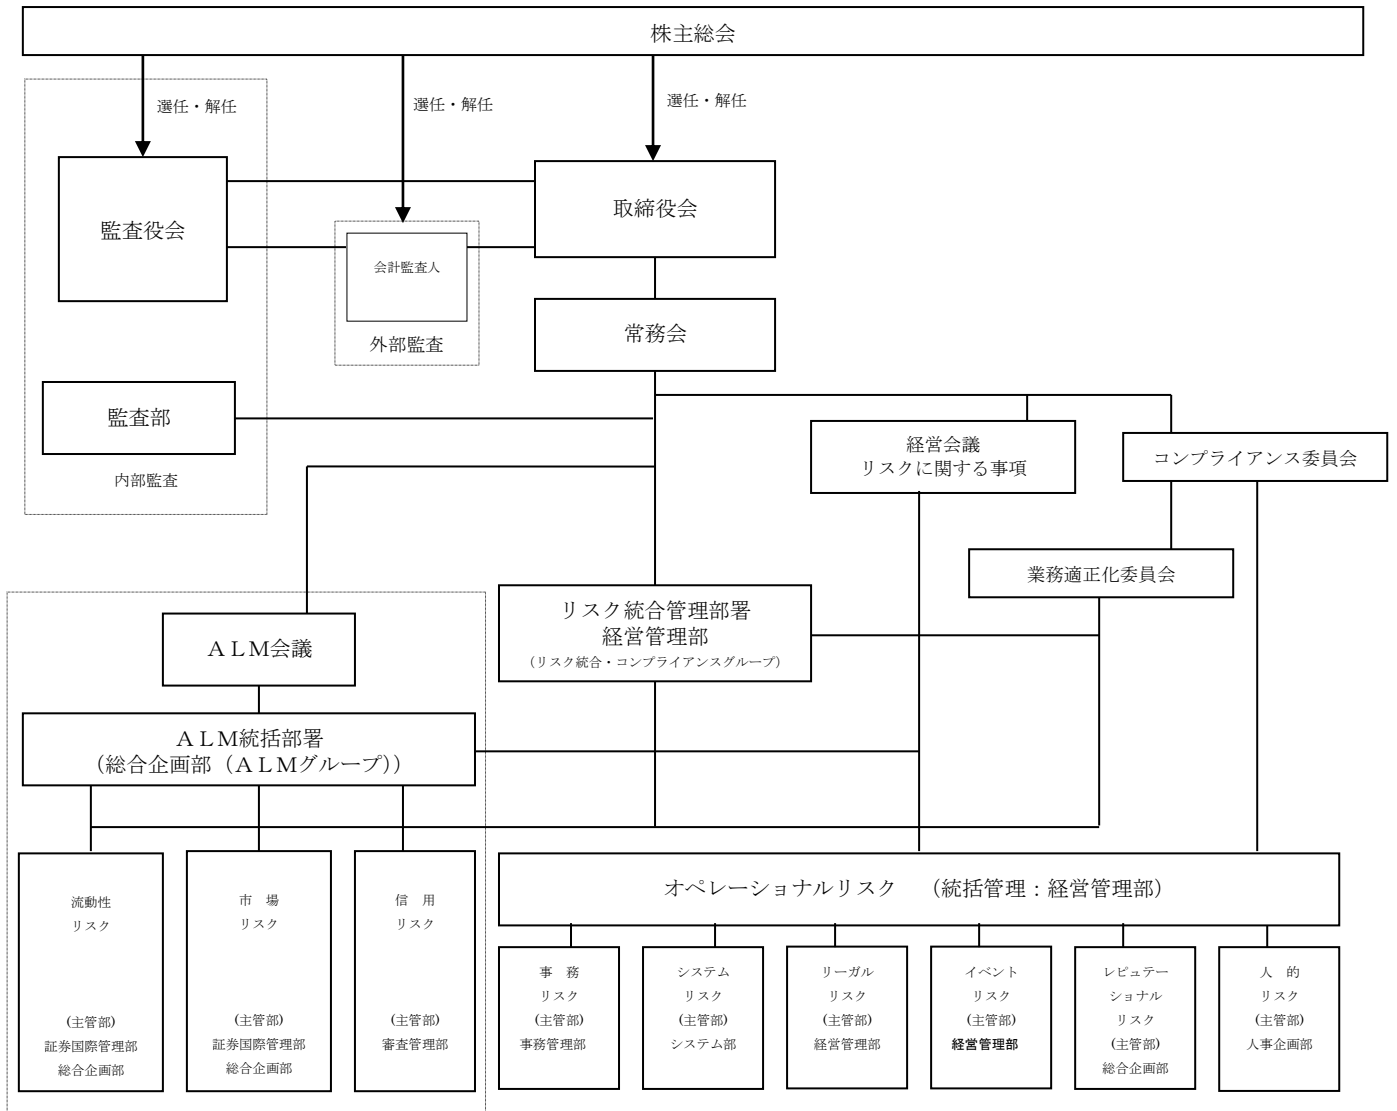 株主総会
選任・解任
選任・解任
選任・解任
監査役会
取締役会
会計監査人
外部監査
常務会
監査部
内部監査
経営会議
リスクに関する事項
コンプライアンス委員会
業務適正化委員会
リスク統合管理部署
経営管理部
（リスク統合・コンプライアンスグループ）
ＡＬＭ会議
ＡＬＭ統括部署
（総合企画部（ＡＬＭグループ））
流動性
リスク
(主管部)
証券国際管理部
総合企画部
市　場
リスク
(主管部)
証券国際管理部
総合企画部
信　用
リスク
(主管部)
審査管理部
オペレーショナルリスク　（統括管理：経営管理部）
事　務
リスク
(主管部)
事務管理部
システム
リスク
(主管部)
システム部
リーガル
リスク
(主管部)
経営管理部
イベント
リスク
(主管部)
経営管理部
レピュテー
ショナル
リスク
(主管部)
総合企画部
人　的
リスク
(主管部)
人事企画部